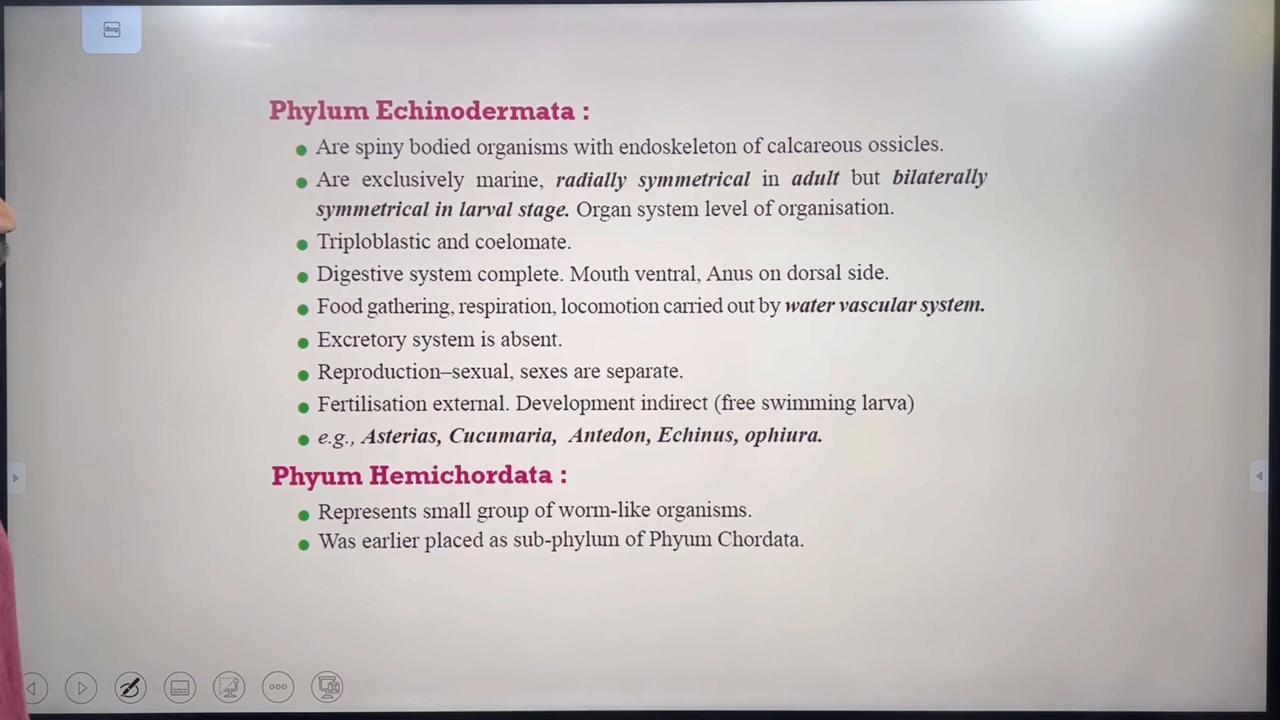 Phylum Echinodermata :
Are spiny bodied organisms with endoskeleton of calcareous ossicles.
Are exclusively marine, radially symmetrical in adult but bilaterally
symmetrical in larval stage. Organ system level of organisation.
Triploblastic and coelomate.
Digestive system complete. Mouth ventral, Anus on dorsal side.
Food gathering, respiration, locomotion carried out by water vascular system.
Excretory system is absent.
Reproduction–sexual, sexes are separate.
Fertilisation external. Development indirect (free swimming larva)
e.g., Asterias, Cucumaria, Antedon, Echinus, ophiura.
Phyum Hemichordata :
Represents small group of worm-like organisms.
Was earlier placed as sub-phylum of Phyum Chordata.